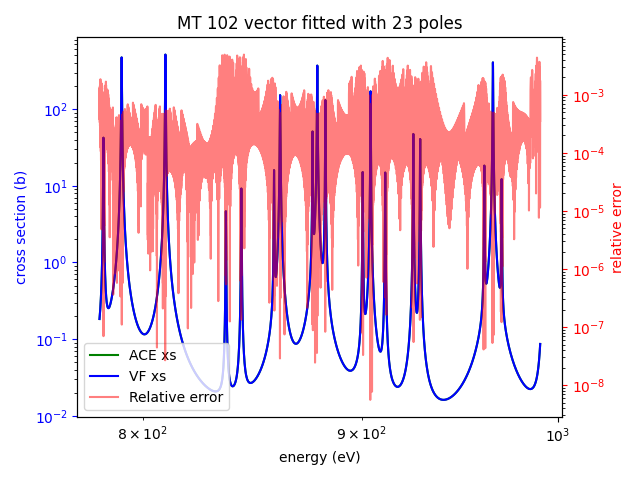 MT 102 vector fitted with 23 poles
cross section (b)
10²
10¹
10⁰
10⁻¹
10⁻²
10⁻³
10⁻⁴
10⁻⁵
10⁻⁶
10⁻⁷
10⁻⁸
relative error
ACE xs
VF xs
Relative error
8 × 10²
9 × 10²
10³
energy (eV)